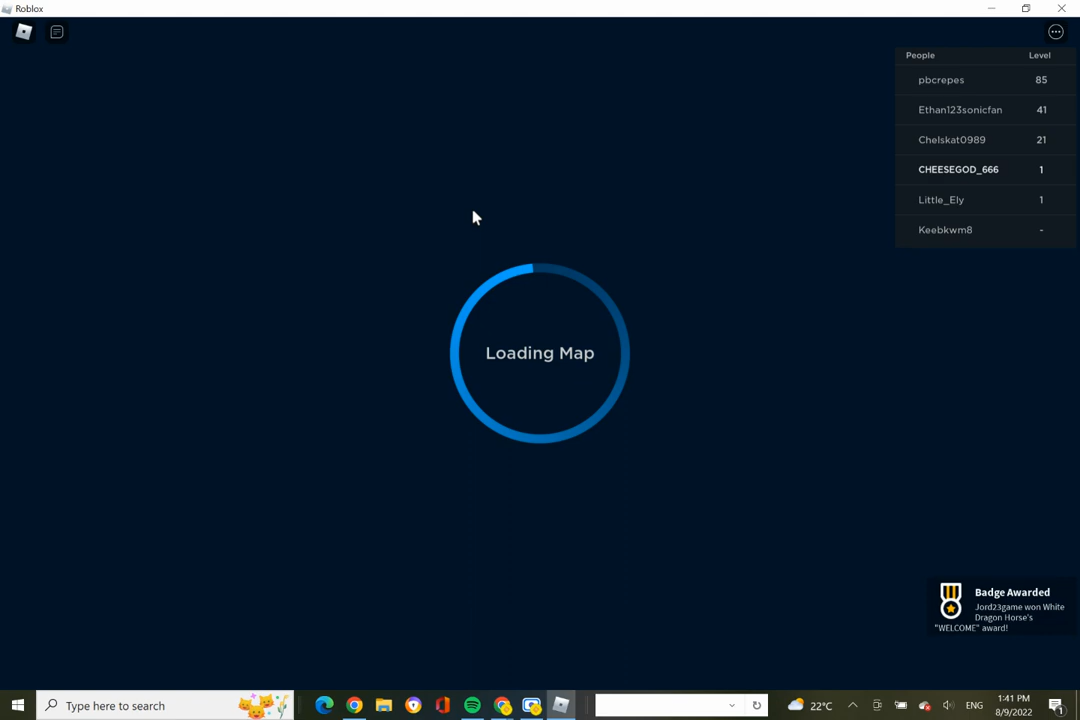 Roblox
People Level
pbcrepes 85
Ethan123sonicfan 41
Chelskat0989 21
CHEESEGOD_666 1
Little_Ely 1
Keebkwm8 -
Loading Map
Badge Awarded
Jord23game won White
Dragon Horse's
"WELCOME" award!
Type here to search
22°C
ENG
1:41 PM
8/9/2022
1